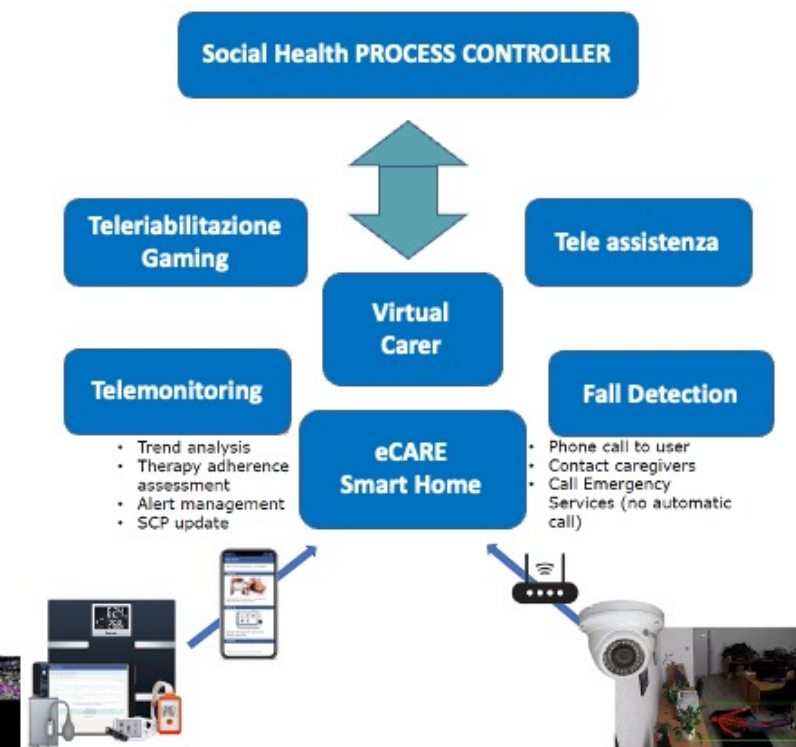 Social Health PROCESS CONTROLLER
Teleriabilitazione
Gaming
Tele assistenza
Virtual
Carer
Telemonitoring
Fall Detection
• Trend analysis
• Therapy adherence
assessment
• Alert management
• SCP update
eCARE
Smart Home
• Phone call to user
• Contact caregivers
• Call Emergency
Services (no automatic
call)